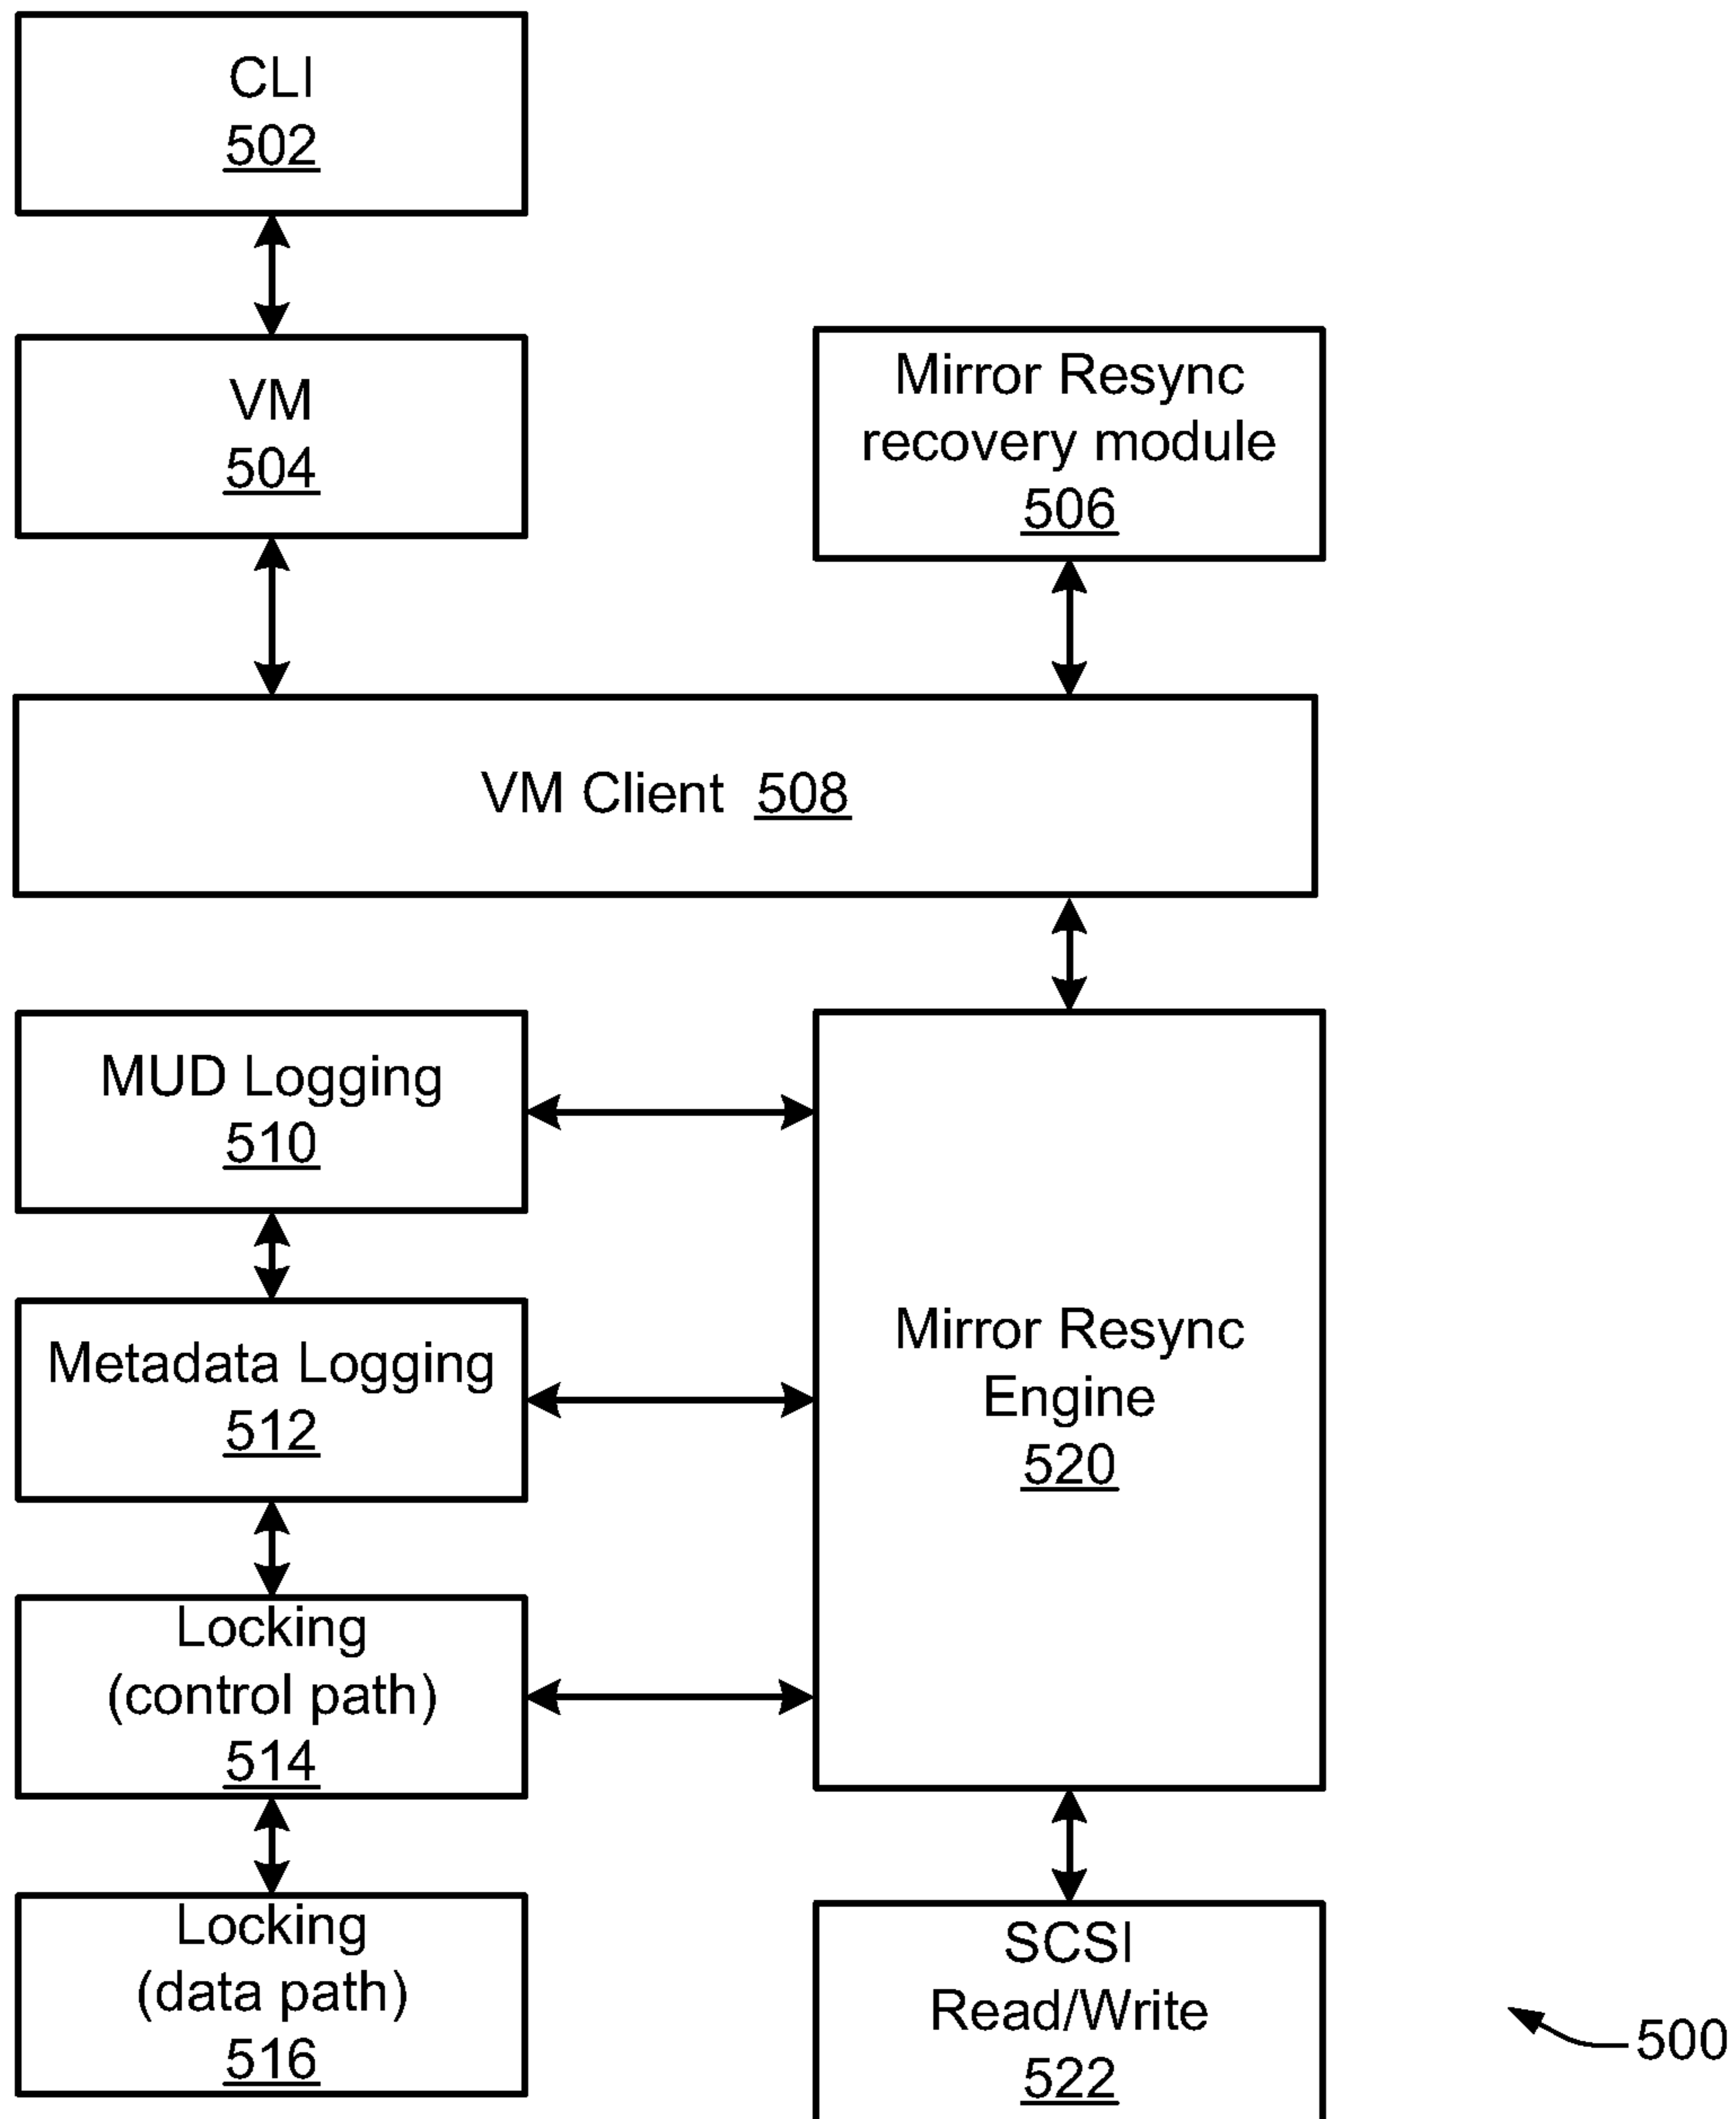 CLI
502
VM
504
Mirror Resync
recovery module
506
VM Client 508
MUD Logging
510
Metadata Logging
512
Locking
(control path)
514
Locking
(data path)
516
Mirror Resync
Engine
520
SCSI
Read/Write
522
500